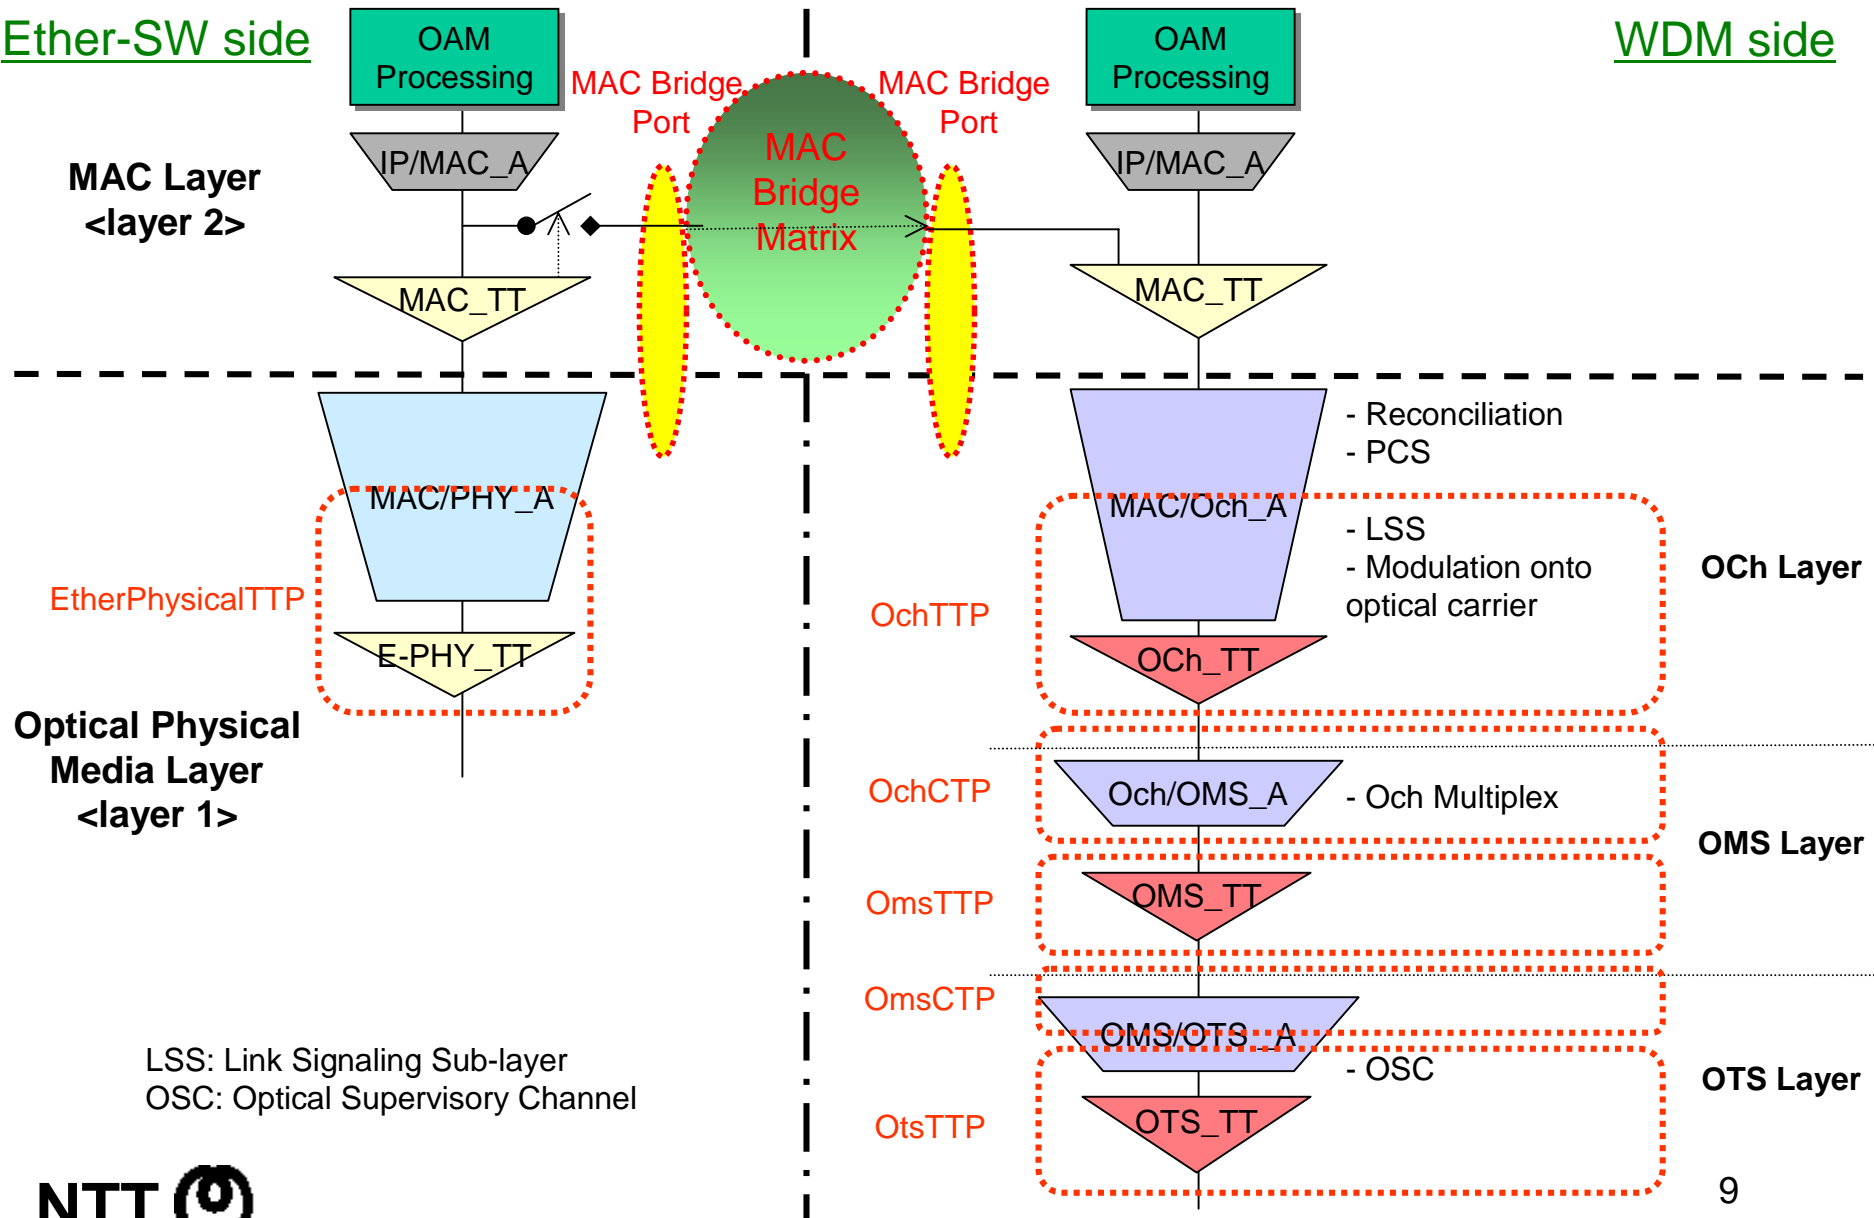 Ether-SW side
WDM side
OAM
Processing
OAM
Processing
MAC Bridge
Port
MAC Bridge
Port
MAC
Bridge
Matrix
IP/MAC_A
IP/MAC_A
MAC Layer
<layer 2>
MAC_TT
MAC_TT
MAC/PHY_A
MAC/Och_A
- Reconciliation
- PCS
- LSS
- Modulation onto
optical carrier
OCh Layer
EtherPhysicalTTP
OchTTP
E-PHY_TT
OCh_TT
Optical Physical
Media Layer
<layer 1>
OchCTP
Och/OMS_A
- Och Multiplex
OMS Layer
OmsTTP
OMS_TT
OmsCTP
OMS/OTS_A
- OSC
OTS Layer
OtsTTP
OTS_TT
LSS: Link Signaling Sub-layer
OSC: Optical Supervisory Channel
NTT
9